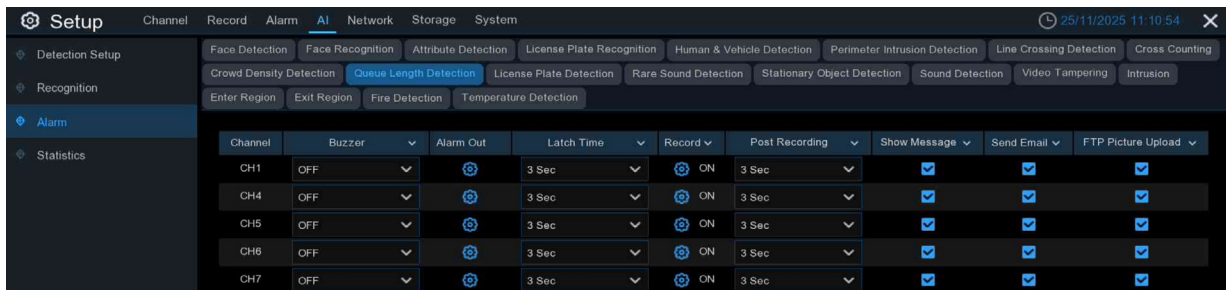 Setup Channel Record Alarm AI Network Storage System 25/11/2025 11:10:54
Detection Setup
Recognition
Alarm
Statistics
Face Detection Face Recognition Attribute Detection License Plate Recognition Human & Vehicle Detection Perimeter Intrusion Detection Line Crossing Detection Cross Counting
Crowd Density Detection Queue Length Detection License Plate Detection Rare Sound Detection Stationary Object Detection Sound Detection Video Tampering Intrusion
Enter Region Exit Region Fire Detection Temperature Detection
Channel Buzzer Alarm Out Latch Time Record Post Recording Show Message Send Email FTP Picture Upload
CH1 OFF 3 Sec ON 3 Sec
CH4 OFF 3 Sec ON 3 Sec
CH5 OFF 3 Sec ON 3 Sec
CH6 OFF 3 Sec ON 3 Sec
CH7 OFF 3 Sec ON 3 Sec